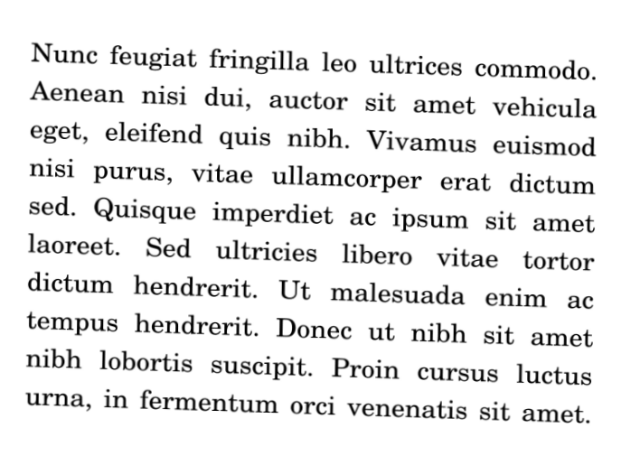 Nunc feugiat fringilla leo ultrices commodo.
Aenean nisi dui, auctor sit amet vehicula
eget, eleifend quis nibh. Vivamus euismod
nisi purus, vitae ullamcorper erat dictum
sed. Quisque imperdiet ac ipsum sit amet
laoreet. Sed ultricies libero vitae tortor
dictum hendrerit. Ut malesuada enim ac
tempus hendrerit. Donec ut nibh sit amet
nibh lobortis suscipit. Proin cursus luctus
urna, in fermentum orci venenatis sit amet.